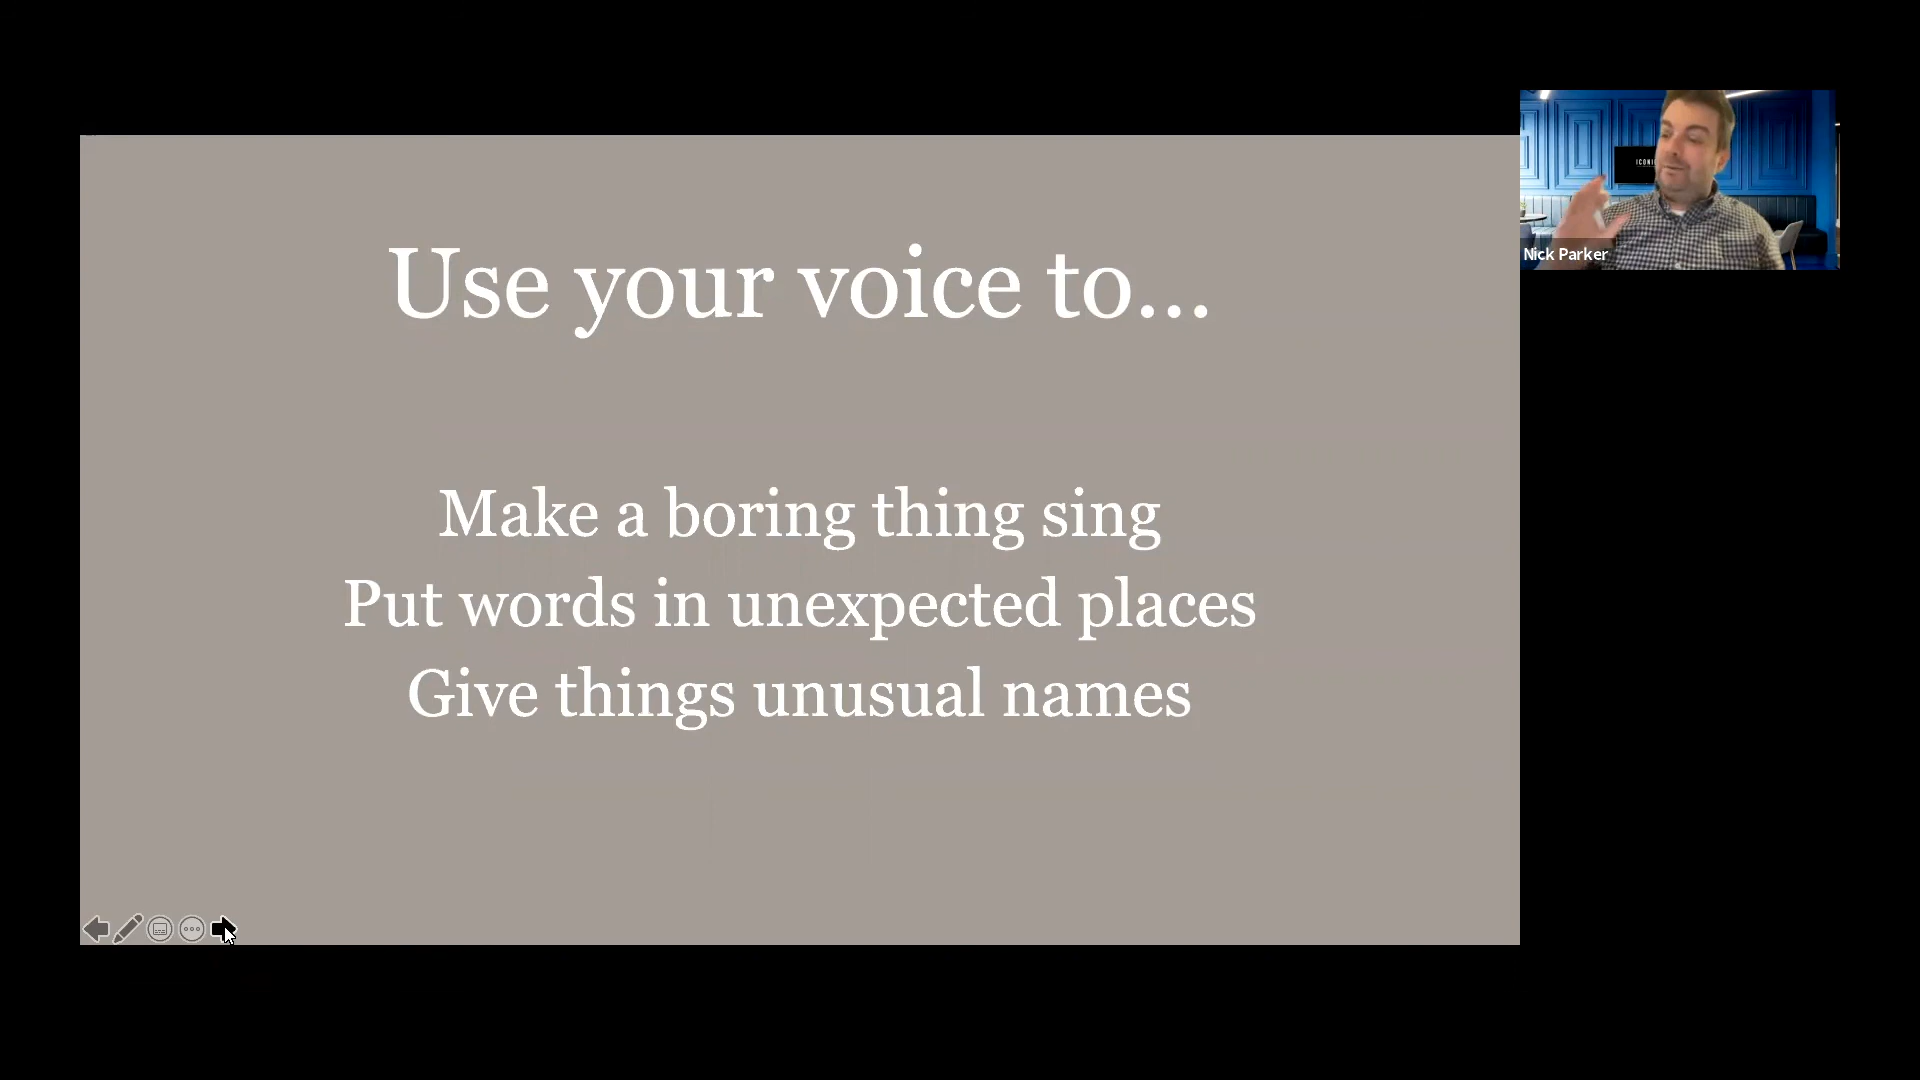 Use your voice to...
Make a boring thing sing
Put words in unexpected places
Give things unusual names
Nick Parker